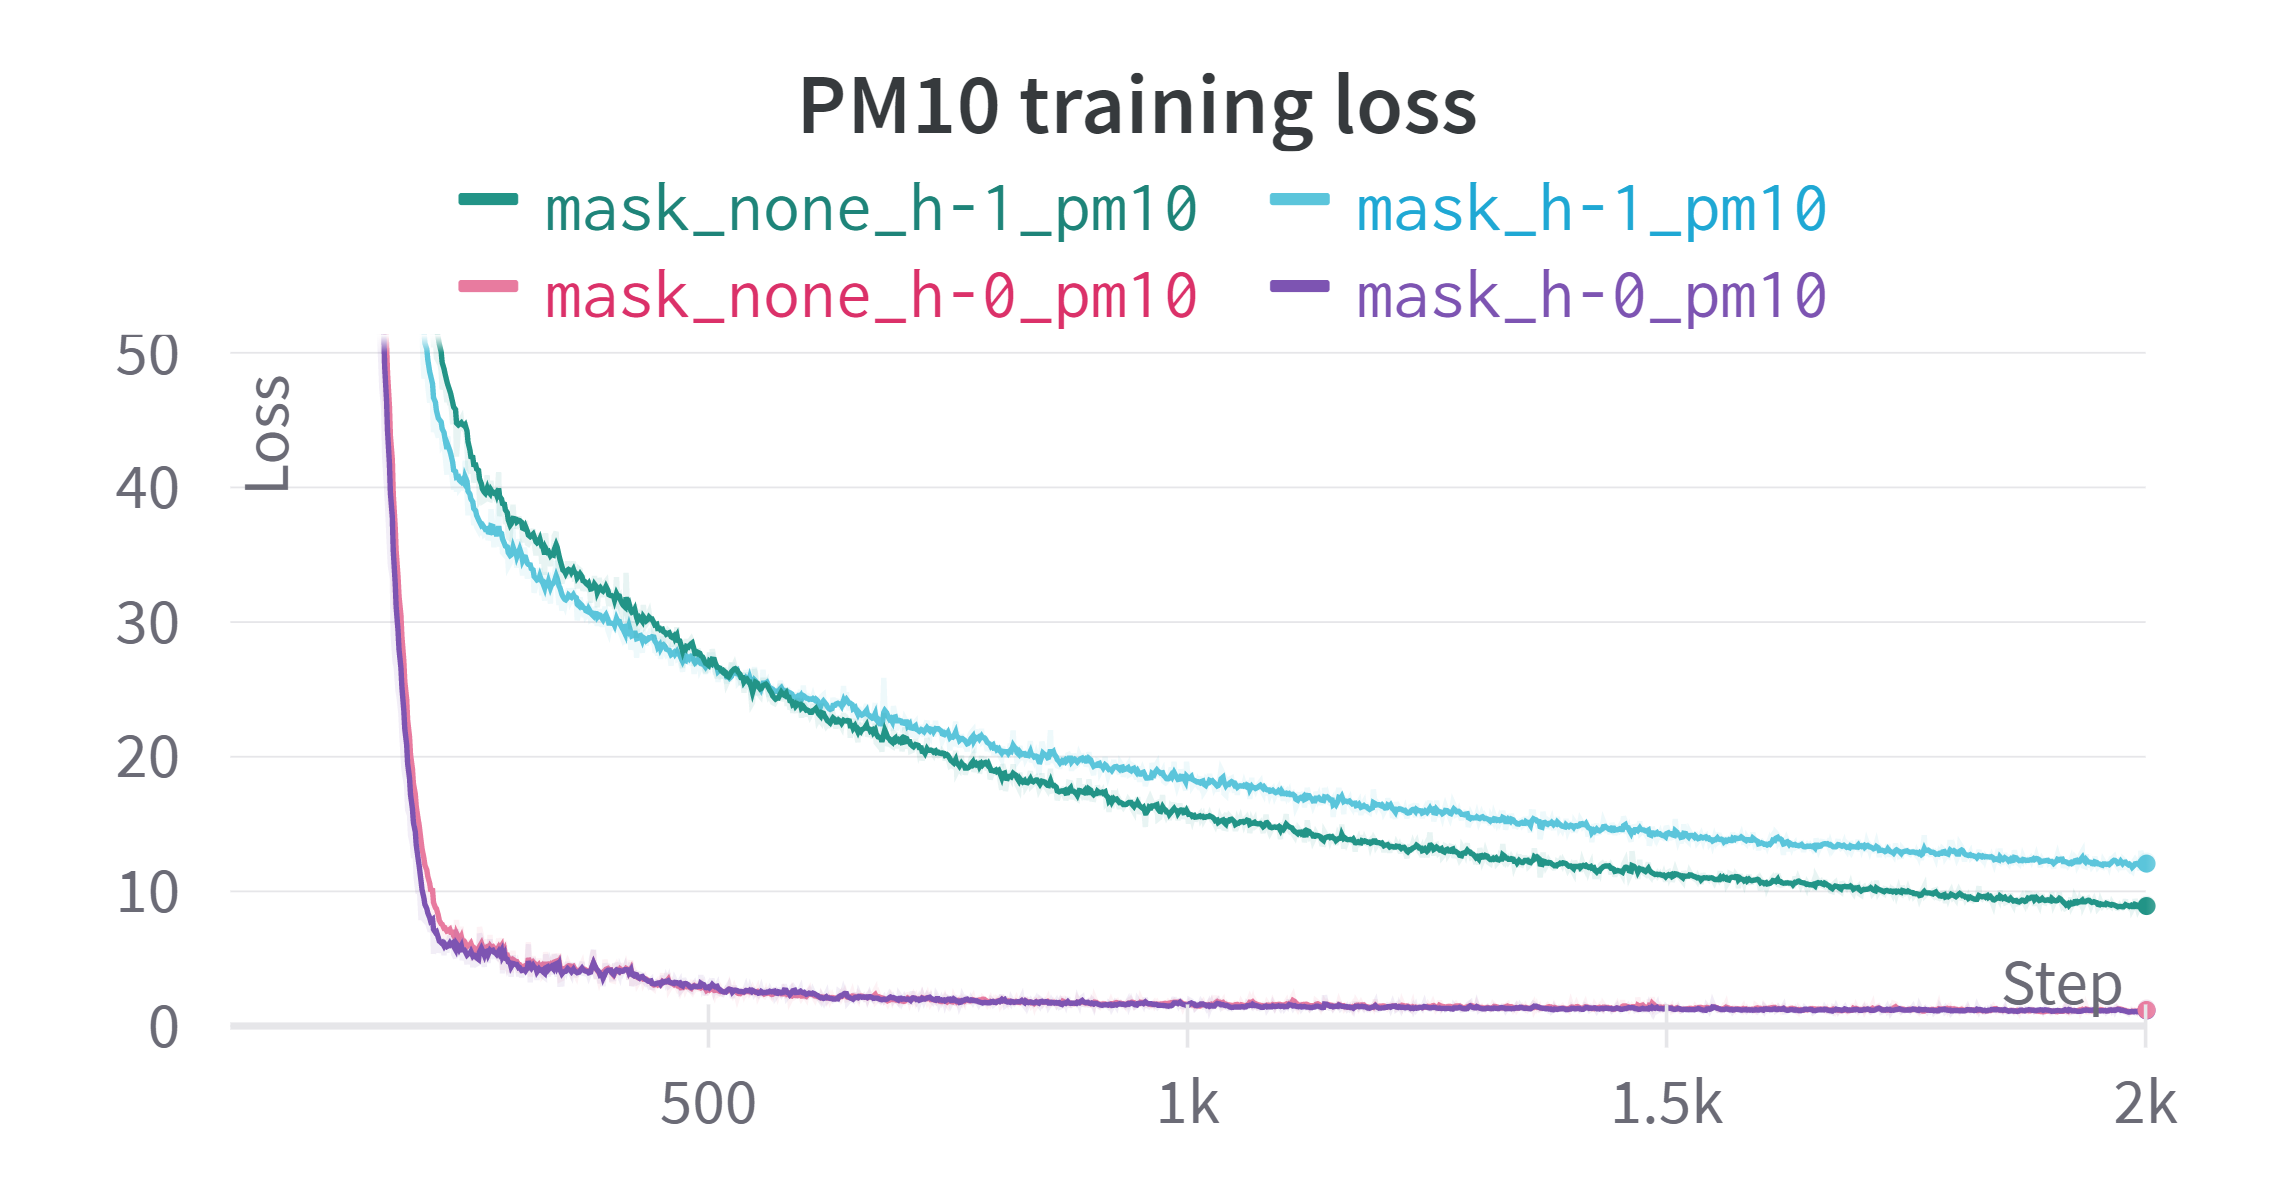 PM10 training loss
mask_none_h-1_pm10 mask_h-1_pm10
mask_none_h-0_pm10 mask_h-0_pm10
50
Loss
40
30
20
10
Step
0
500 1k 1.5k 2k